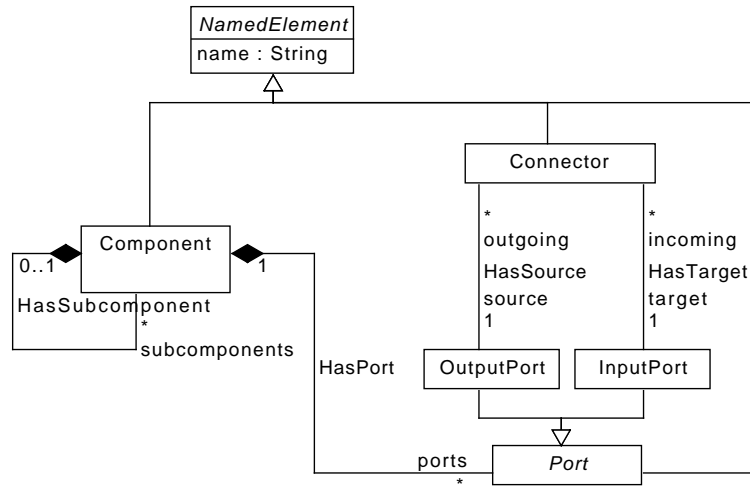 NamedElement
name : String
Connector
Component
0..1
1
HasSubcomponent
*
subcomponents
*
outgoing
HasSource
source
1
*
incoming
HasTarget
target
1
HasPort
OutputPort
InputPort
ports
*
Port